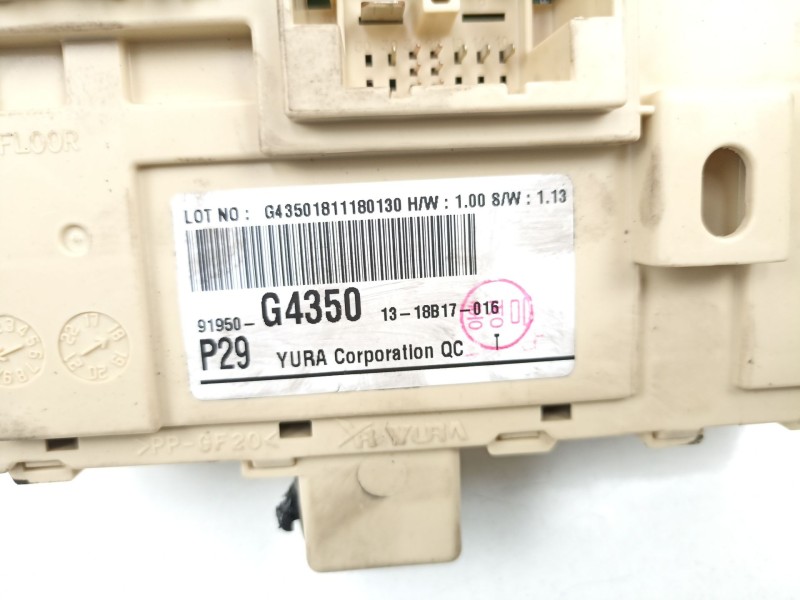 FLOOR
LOT NO : G43501811180130 H/W : 1.00 S/W : 1.13
91950-G4350 13-18B17-016
P29 YURA Corporation QC
>PP-GF20<
YURA